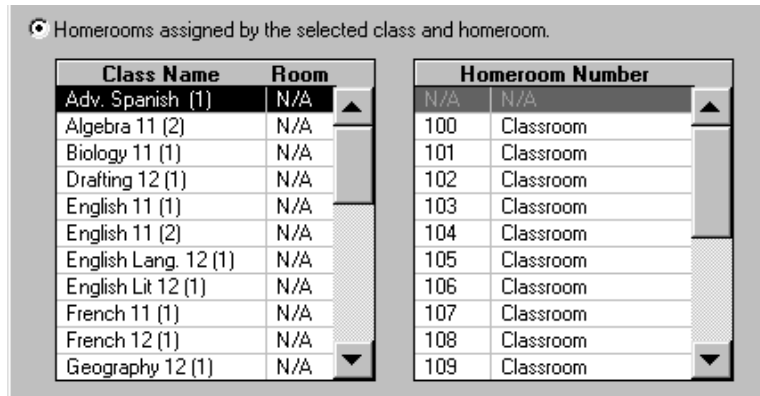 Homerooms assigned by the selected class and homeroom.
Class Name Room
Adv. Spanish (1) N/A
Algebra 11 (2) N/A
Biology 11 (1) N/A
Drafting 12 (1) N/A
English 11 (1) N/A
English 11 (2) N/A
English Lang. 12 (1) N/A
English Lit 12 (1) N/A
French 11 (1) N/A
French 12 (1) N/A
Geography 12 (1) N/A
Homeroom Number
N/A N/A
100 Classroom
101 Classroom
102 Classroom
103 Classroom
104 Classroom
105 Classroom
106 Classroom
107 Classroom
108 Classroom
109 Classroom